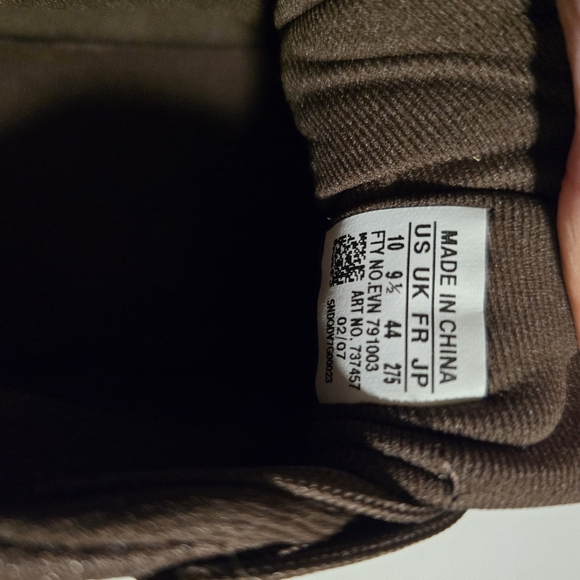 MADE IN CHINA
US UK FR JP
10 9½ 44 275
FTY NO.EVN 791003
ART NO. 737457
02/07